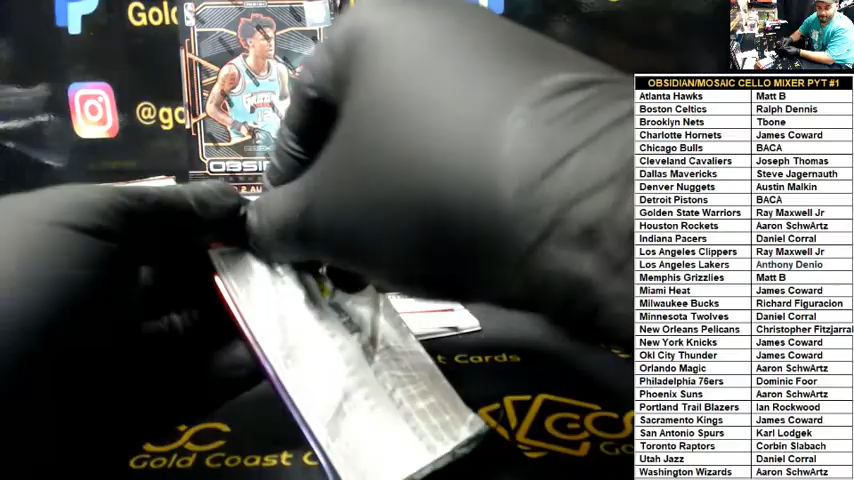 Gol
PANINI
GRIZZ
12
OBSI
@go
OBSIDIAN/MOSAIC CELLO MIXER PYT #1
Atlanta Hawks Matt B
Boston Celtics Ralph Dennis
Brooklyn Nets Tbone
Charlotte Hornets James Coward
Chicago Bulls BACA
Cleveland Cavaliers Joseph Thomas
Dallas Mavericks Steve Jagernauth
Denver Nuggets Austin Malkin
Detroit Pistons BACA
Golden State Warriors Ray Maxwell Jr
Houston Rockets Aaron SchwArtz
Indiana Pacers Daniel Corral
Los Angeles Clippers Ray Maxwell Jr
Los Angeles Lakers Anthony Denio
Memphis Grizzlies Matt B
Miami Heat James Coward
Milwaukee Bucks Richard Figuracion
Minnesota Twolves Daniel Corral
New Orleans Pelicans Christopher Fitzjarral
New York Knicks James Coward
Okl City Thunder James Coward
Orlando Magic Aaron SchwArtz
Philadelphia 76ers Dominic Foor
Phoenix Suns Aaron SchwArtz
Portland Trail Blazers Ian Rockwood
Sacramento Kings James Coward
San Antonio Spurs Karl Lodgek
Toronto Raptors Corbin Slabach
Utah Jazz Daniel Corral
Washington Wizards Aaron SchwArtz
Cards
GC
Gold Coast C
Go